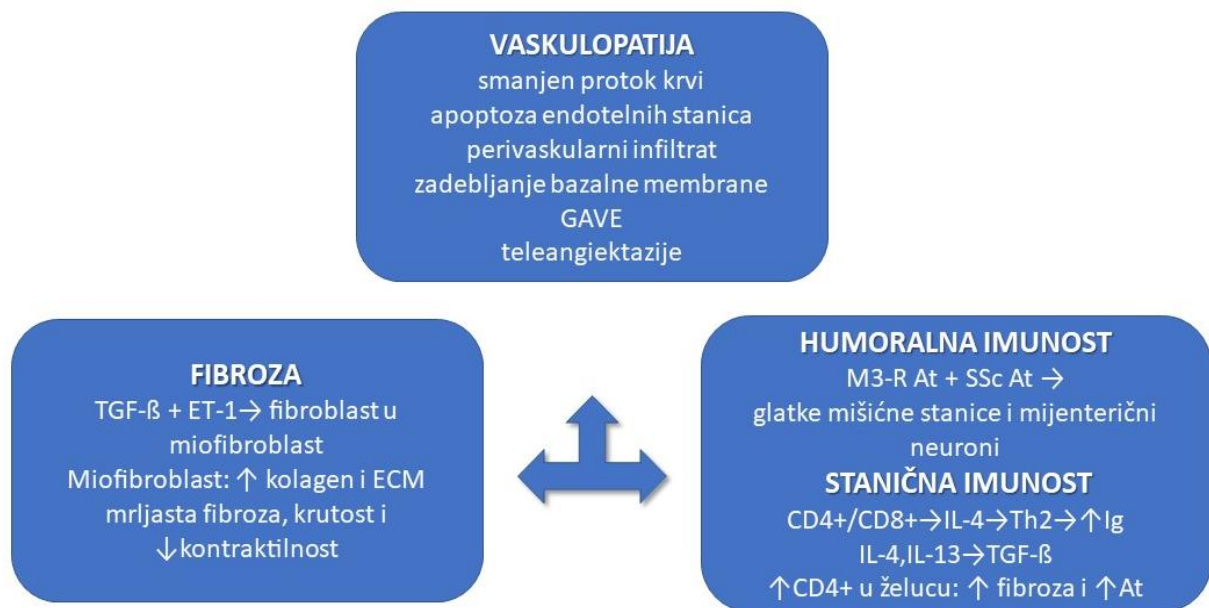 VASKULOPATIJA
smanjen protok krvi
apoptoza endotelnih stanica
perivaskularni infiltrat
zadebljanje bazalne membrane
GAVE
teleangiektazije
FIBROZA
TGF-ß + ET-1→ fibroblast u
miofibroblast
Miofibroblast: ↑ kolagen i ECM
mrljasta fibroza, krutost i
↓kontraktilnost
HUMORALNA IMUNOST
M3-R At + SSc At →
glatke mišićne stanice i mijenterični
neuroni
STANIČNA IMUNOST
CD4+/CD8+→IL-4→Th2→↑Ig
IL-4,IL-13→TGF-ß
↑CD4+ u želucu: ↑ fibroza i ↑At